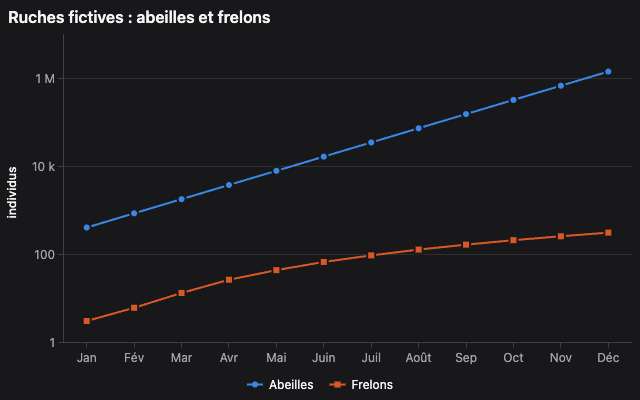 Ruches fictives : abeilles et frelons
individus
1 M
10 k
100
1
Jan Fév Mar Avr Mai Juin Juil Août Sep Oct Nov Déc
Abeilles Frelons